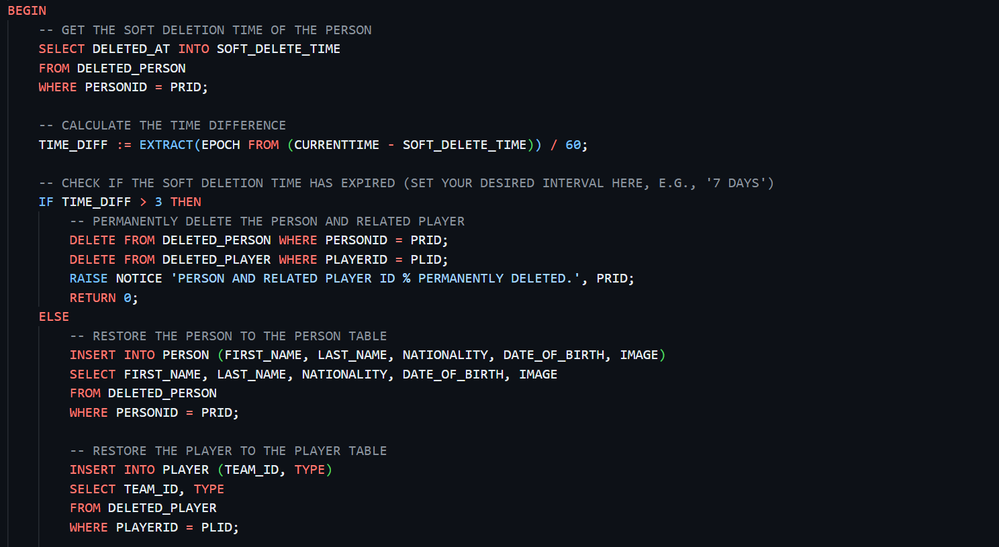 BEGIN
-- GET THE SOFT DELETION TIME OF THE PERSON
SELECT DELETED_AT INTO SOFT_DELETE_TIME
FROM DELETED_PERSON
WHERE PERSONID = PRID;
-- CALCULATE THE TIME DIFFERENCE
TIME_DIFF := EXTRACT(EPOCH FROM (CURRENTTIME - SOFT_DELETE_TIME)) / 60;
-- CHECK IF THE SOFT DELETION TIME HAS EXPIRED (SET YOUR DESIRED INTERVAL HERE, E.G., '7 DAYS')
IF TIME_DIFF > 3 THEN
-- PERMANENTLY DELETE THE PERSON AND RELATED PLAYER
DELETE FROM DELETED_PERSON WHERE PERSONID = PRID;
DELETE FROM DELETED_PLAYER WHERE PLAYERID = PLID;
RAISE NOTICE 'PERSON AND RELATED PLAYER ID % PERMANENTLY DELETED.', PRID;
RETURN 0;
ELSE
-- RESTORE THE PERSON TO THE PERSON TABLE
INSERT INTO PERSON (FIRST_NAME, LAST_NAME, NATIONALITY, DATE_OF_BIRTH, IMAGE)
SELECT FIRST_NAME, LAST_NAME, NATIONALITY, DATE_OF_BIRTH, IMAGE
FROM DELETED_PERSON
WHERE PERSONID = PRID;
-- RESTORE THE PLAYER TO THE PLAYER TABLE
INSERT INTO PLAYER (TEAM_ID, TYPE)
SELECT TEAM_ID, TYPE
FROM DELETED_PLAYER
WHERE PLAYERID = PLID;